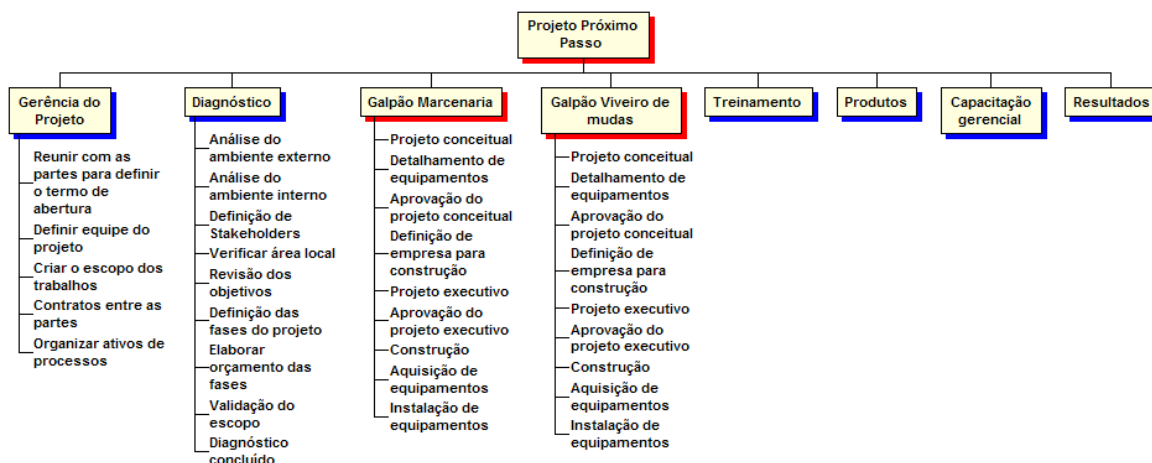 Projeto Próximo
Passo
Gerência do
Projeto
Reunir com as
partes para definir
o termo de
abertura
Definir equipe do
projeto
Criar o escopo dos
trabalhos
Contratos entre as
partes
Organizar ativos de
processos
Diagnóstico
Análise do
ambiente externo
Análise do
ambiente interno
Definição de
Stakeholders
Verificar área local
Revisão dos
objetivos
Definição das
fases do projeto
Elaborar
orçamento das
fases
Validação do
escopo
Diagnóstico
concluído
Galpão Marcenaria
Projeto conceitual
Detalhamento de
equipamentos
Aprovação do
projeto conceitual
Definição de
empresa para
construção
Projeto executivo
Aprovação do
projeto executivo
Construção
Aquisição de
equipamentos
Instalação de
equipamentos
Galpão Viveiro de
mudas
Projeto conceitual
Detalhamento de
equipamentos
Aprovação do
projeto conceitual
Definição de
empresa para
construção
Projeto executivo
Aprovação do
projeto executivo
Construção
Aquisição de
equipamentos
Instalação de
equipamentos
Treinamento
Produtos
Capacitação
gerencial
Resultados